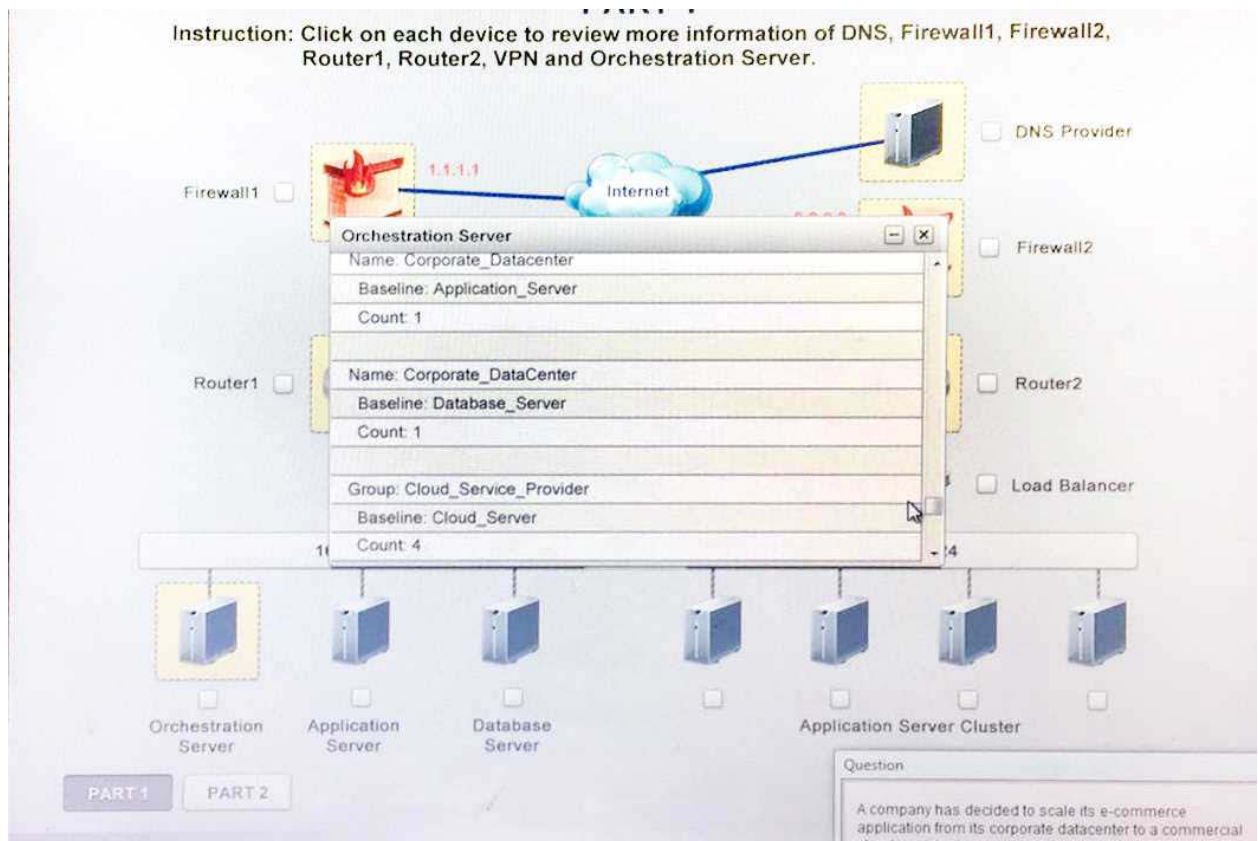 Instruction: Click on each device to review more information of DNS, Firewall1, Firewall2,
Router1, Router2, VPN and Orchestration Server.
DNS Provider
1.1.1.1
Firewall1
Internet
Firewall2
Orchestration Server
Name: Corporate_Datacenter
Baseline: Application_Server
Count: 1
Name: Corporate_DataCenter
Baseline: Database_Server
Count: 1
Group: Cloud_Service_Provider
Baseline: Cloud_Server
Count: 4
Router1
Router2
Load Balancer
Orchestration
Server
Application
Server
Database
Server
Application Server Cluster
PART 1
PART 2
Question
A company has decided to scale its e-commerce
application from its corporate datacenter to a commercial